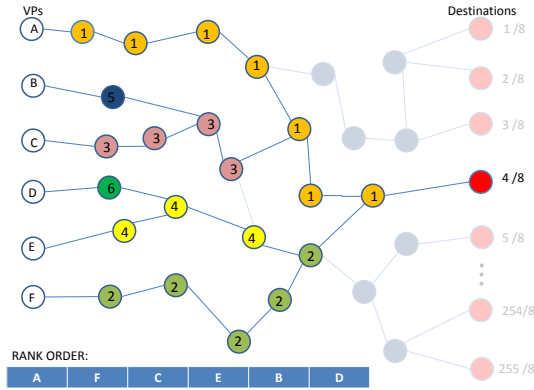 VPs Destinations
A 1 1 1 1 /8
1 2 /8
B 5 3 1 3 /8
C 3 3 3
D 6 4 1 1 4 /8
E 4 4 5 /8
F 2 2 2 2 254/8
2
RANK ORDER: 255 /8
A F C E B D